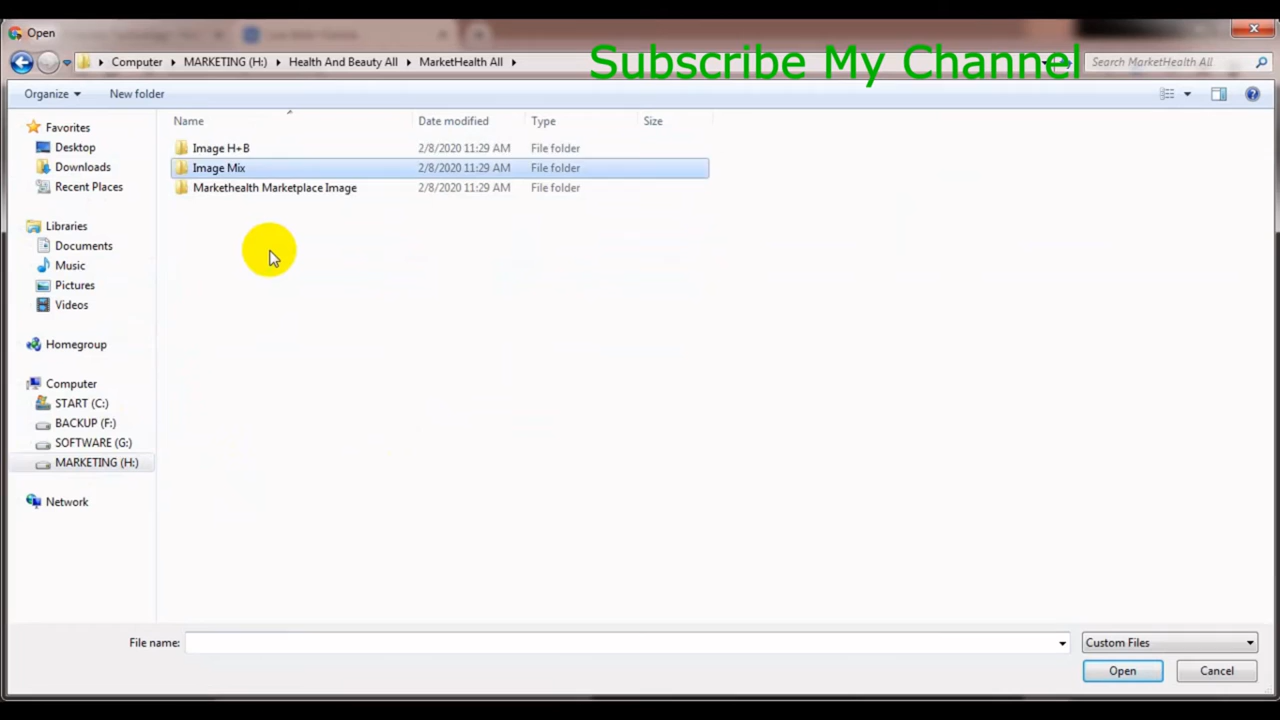 Open
Computer MARKETING (H:) Health And Beauty All MarketHealth All
Subscribe My Channel
Search MarketHealth All
Organize New folder
Name Date modified Type Size
Favorites
Desktop
Downloads
Recent Places
Libraries
Documents
Music
Pictures
Videos
Homegroup
Computer
START (C:)
BACKUP (F:)
SOFTWARE (G:)
MARKETING (H:)
Network
Image H+B 2/8/2020 11:29 AM File folder
Image Mix 2/8/2020 11:29 AM File folder
Markethealth Marketplace Image 2/8/2020 11:29 AM File folder
File name: Custom Files
Open Cancel